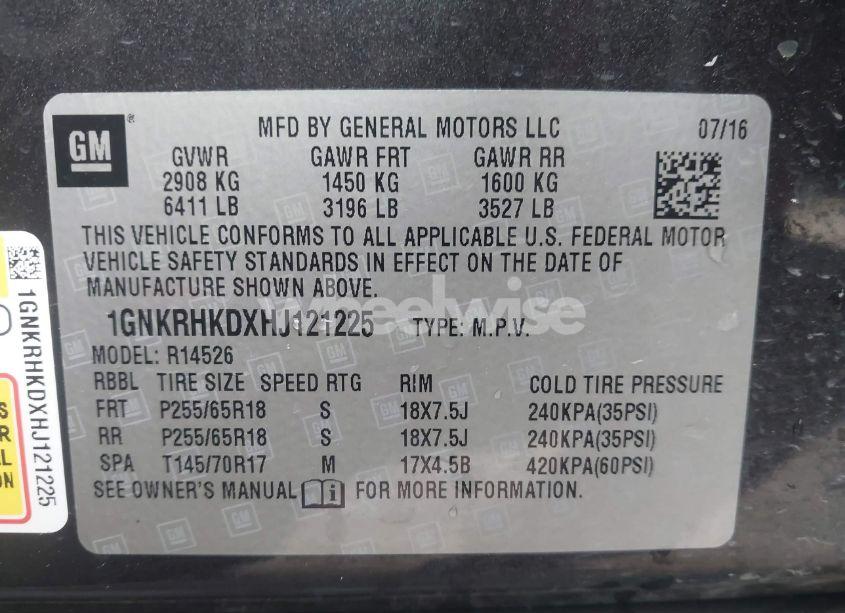 GM
MFD BY GENERAL MOTORS LLC 07/16
GVWR GAWR FRT GAWR RR
2908 KG 1450 KG 1600 KG
6411 LB 3196 LB 3527 LB
THIS VEHICLE CONFORMS TO ALL APPLICABLE U.S. FEDERAL MOTOR
VEHICLE SAFETY STANDARDS IN EFFECT ON THE DATE OF
MANUFACTURE SHOWN ABOVE.
1GNKRHKDXHJ121225 TYPE: M.P.V.
MODEL: R14526
RBBL TIRE SIZE SPEED RTG RIM COLD TIRE PRESSURE
FRT P255/65R18 S 18X7.5J 240KPA(35PSI)
RR P255/65R18 S 18X7.5J 240KPA(35PSI)
SPA T145/70R17 M 17X4.5B 420KPA(60PSI)
SEE OWNER'S MANUAL i FOR MORE INFORMATION.
1GNKRHKDXHJ121225